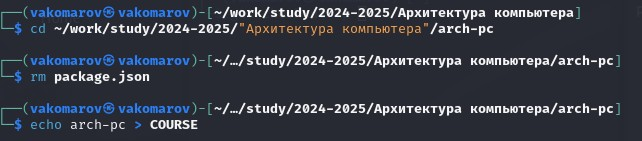 ┌──(vakomarov㉿vakomarov)-[~/work/study/2024-2025/Архитектура компьютера]
└─$ cd ~/work/study/2024-2025/"Архитектура компьютера"/arch-pc
┌──(vakomarov㉿vakomarov)-[~/…/study/2024-2025/Архитектура компьютера/arch-pc]
└─$ rm package.json
┌──(vakomarov㉿vakomarov)-[~/…/study/2024-2025/Архитектура компьютера/arch-pc]
└─$ echo arch-pc > COURSE